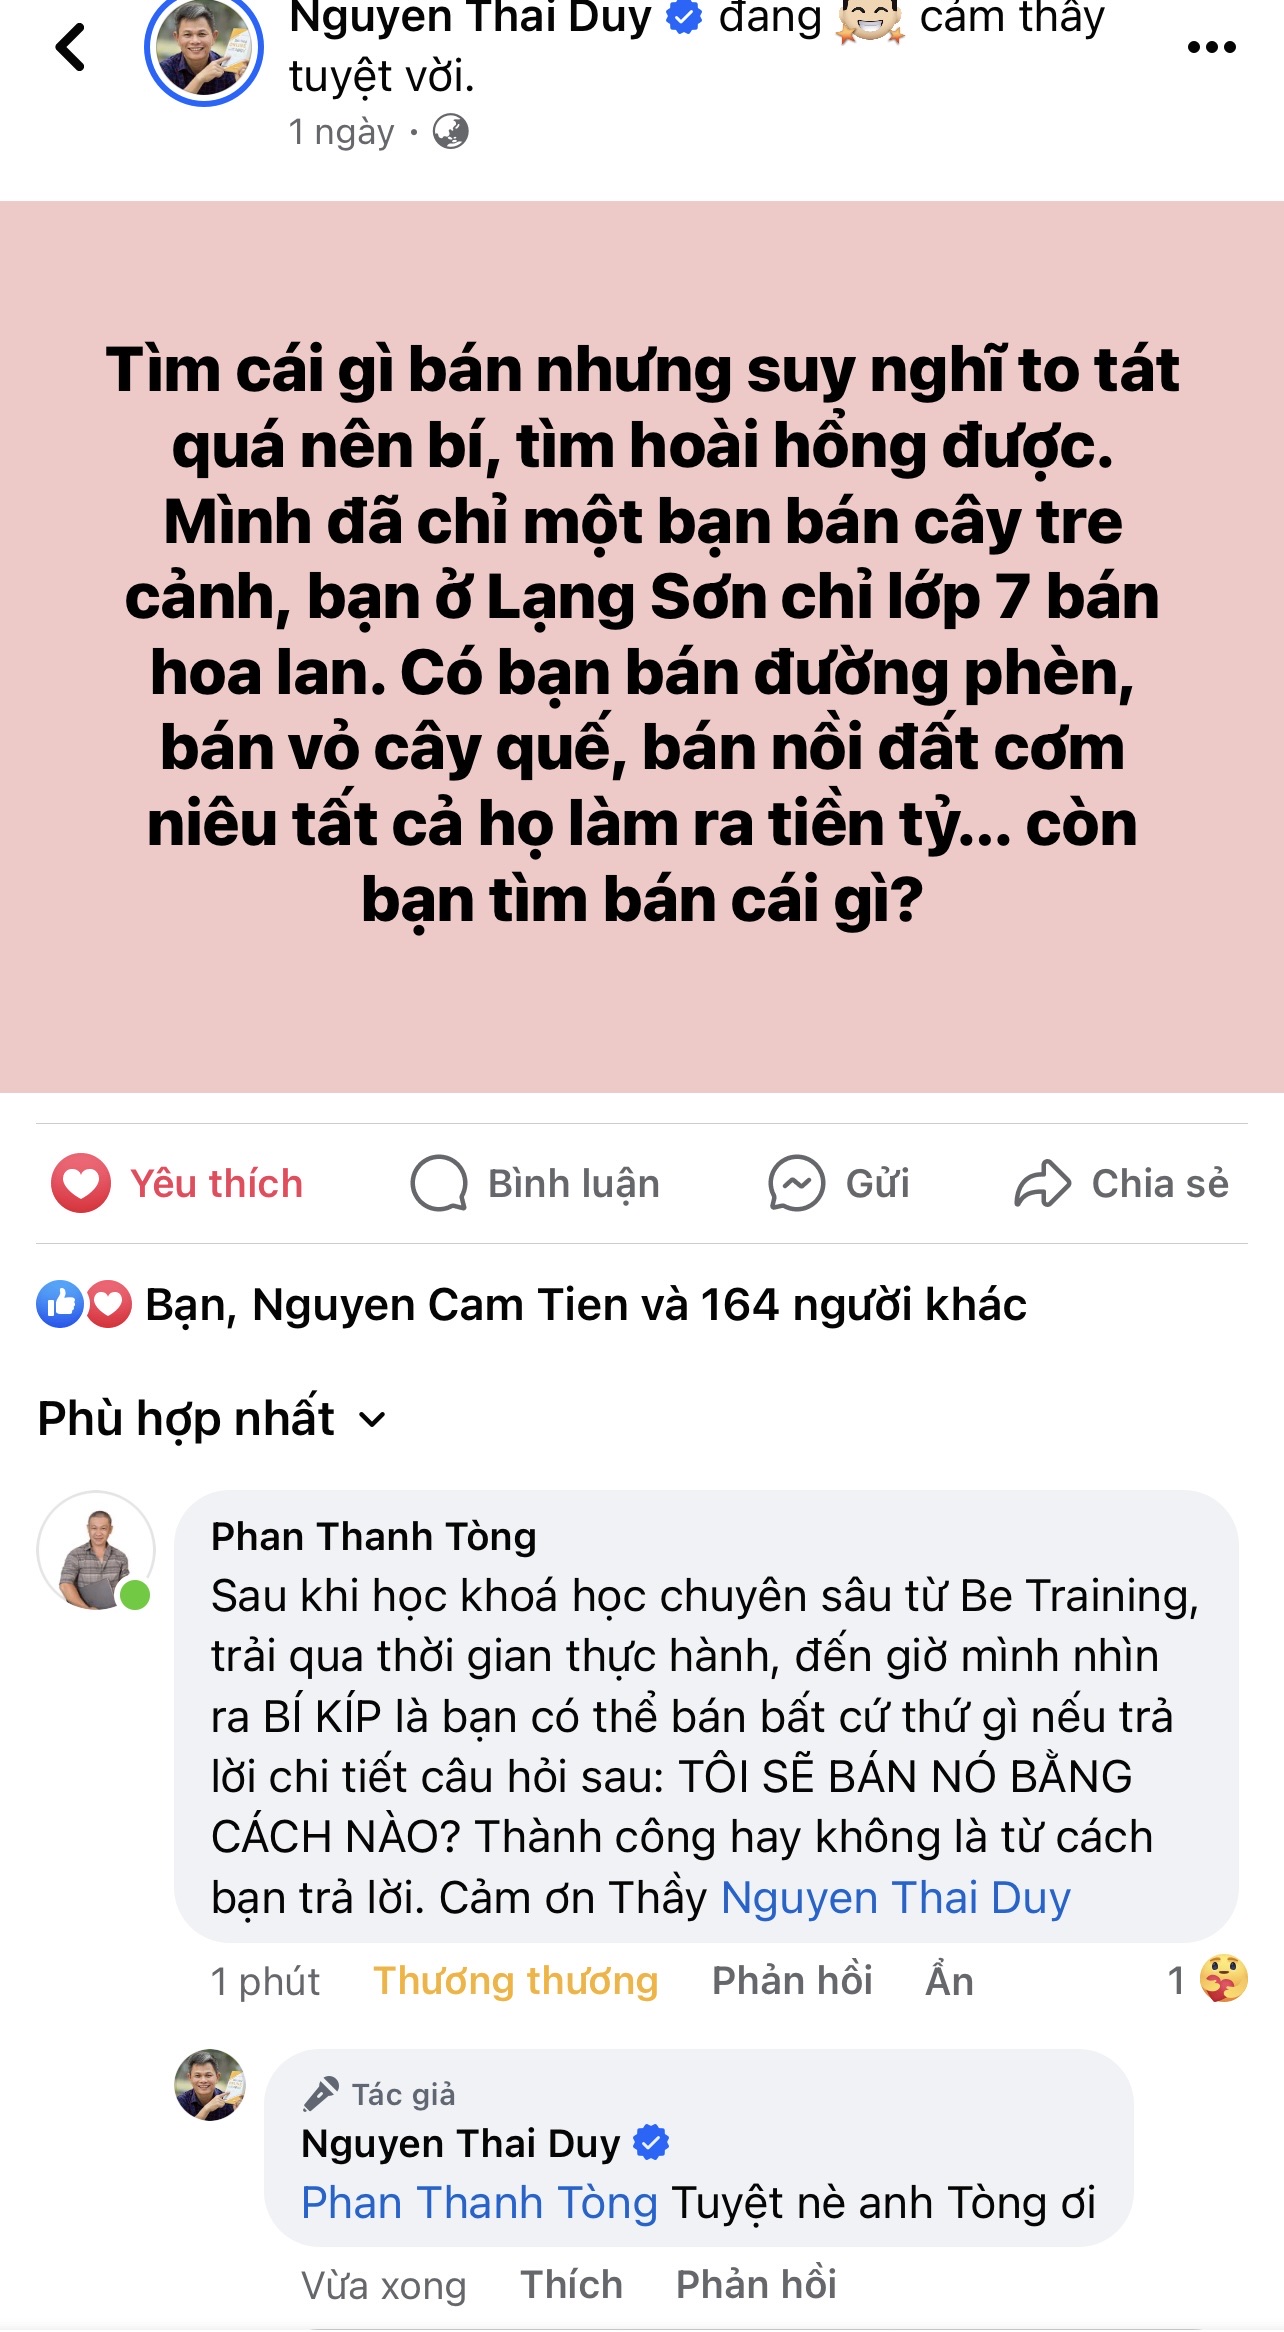 Nguyen Thai Duy đang cảm thấy
tuyệt vời.
1 ngày ·
Tìm cái gì bán nhưng suy nghĩ to tát
quá nên bí, tìm hoài hổng được.
Mình đã chỉ một bạn bán cây tre
cảnh, bạn ở Lạng Sơn chỉ lớp 7 bán
hoa lan. Có bạn bán đường phèn,
bán vỏ cây quế, bán nồi đất cơm
niêu tất cả họ làm ra tiền tỷ... còn
bạn tìm bán cái gì?
Yêu thích Bình luận Gửi Chia sẻ
Bạn, Nguyen Cam Tien và 164 người khác
Phù hợp nhất
Phan Thanh Tòng
Sau khi học khoá học chuyên sâu từ Be Training,
trải qua thời gian thực hành, đến giờ mình nhìn
ra BÍ KÍP là bạn có thể bán bất cứ thứ gì nếu trả
lời chi tiết câu hỏi sau: TÔI SẼ BÁN NÓ BẰNG
CÁCH NÀO? Thành công hay không là từ cách
bạn trả lời. Cảm ơn Thầy Nguyen Thai Duy
1 phút Thương thương Phản hồi Ẩn 1
Tác giả
Nguyen Thai Duy
Phan Thanh Tòng Tuyệt nè anh Tòng ơi
Vừa xong Thích Phản hồi